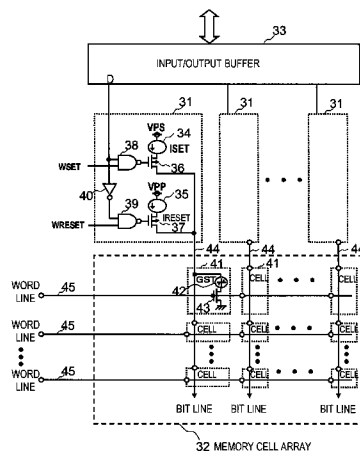 33
INPUT/OUTPUT BUFFER
D
31 31 31
VPS 34
38 ISET
WSET 36
40 VPP 35
39 IRESET
WRESET 37
44 44 44
41 41
GST CELL CELL
WORD LINE 45 42
43
WORD LINE 45 CELL CELL CELL
WORD LINE 45 CELL CELL CELL
BIT LINE BIT LINE BIT LINE
32 MEMORY CELL ARRAY